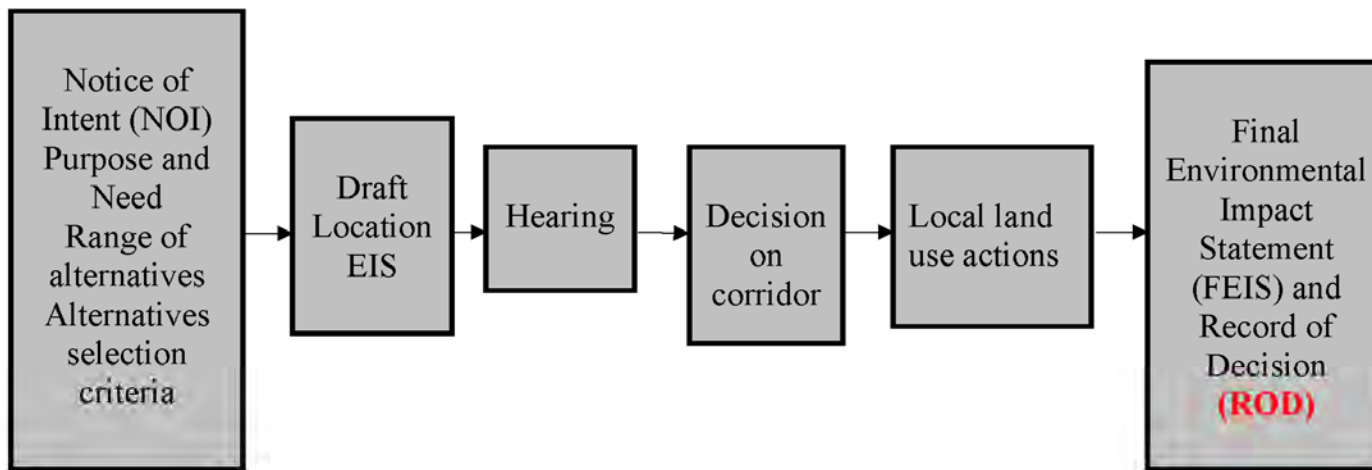 Notice of
Intent (NOI)
Purpose and
Need
Range of
alternatives
Alternatives
selection
criteria
Draft
Location
EIS
Hearing
Decision
on
corridor
Local land
use actions
Final
Environmental
Impact
Statement
(FEIS) and
Record of
Decision
(ROD)